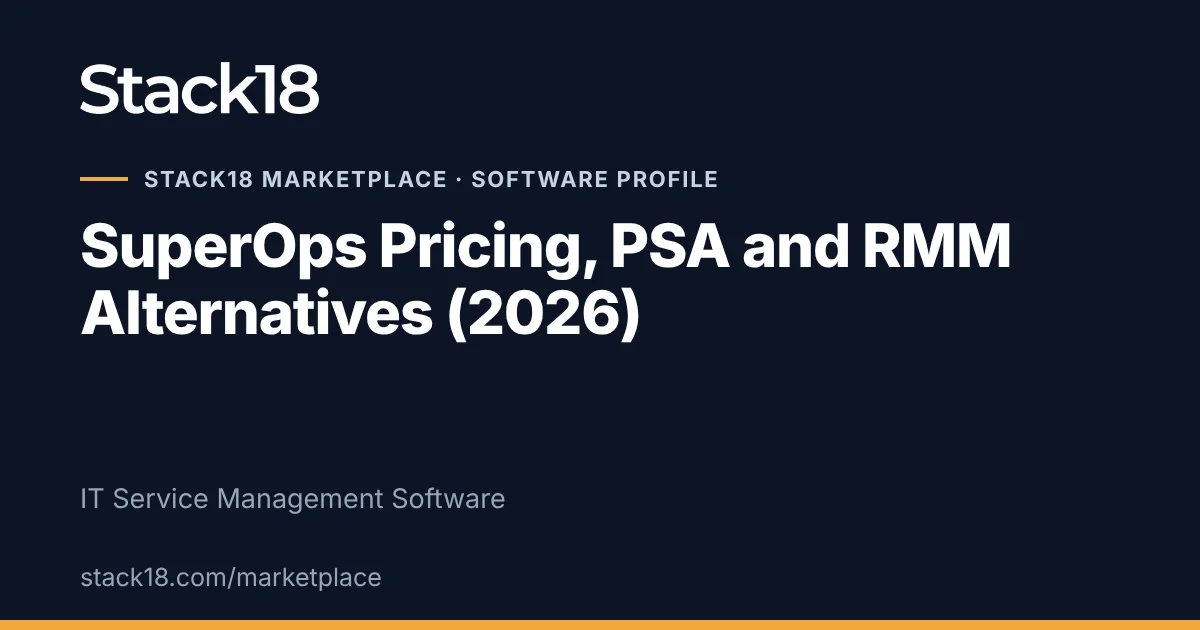 Stack18
STACK18 MARKETPLACE · SOFTWARE PROFILE
SuperOps Pricing, PSA and RMM
Alternatives (2026)
IT Service Management Software
stack18.com/marketplace